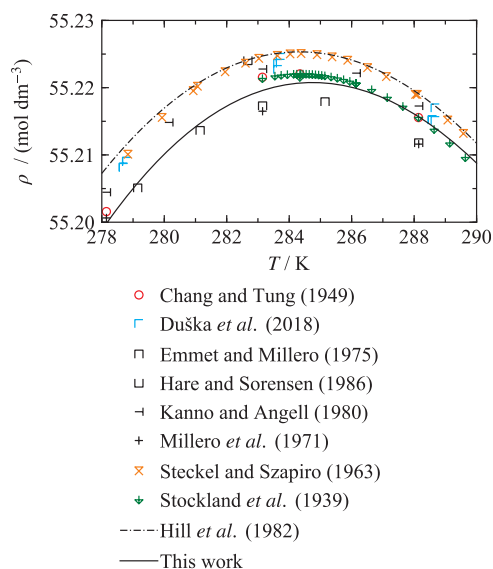 55.23
55.22
55.21
55.20
ρ / (mol dm⁻³)
278 280 282 284 286 288 290
T / K
Chang and Tung (1949)
Duška et al. (2018)
Emmet and Millero (1975)
Hare and Sorensen (1986)
Kanno and Angell (1980)
Millero et al. (1971)
Steckel and Szapiro (1963)
Stockland et al. (1939)
Hill et al. (1982)
This work